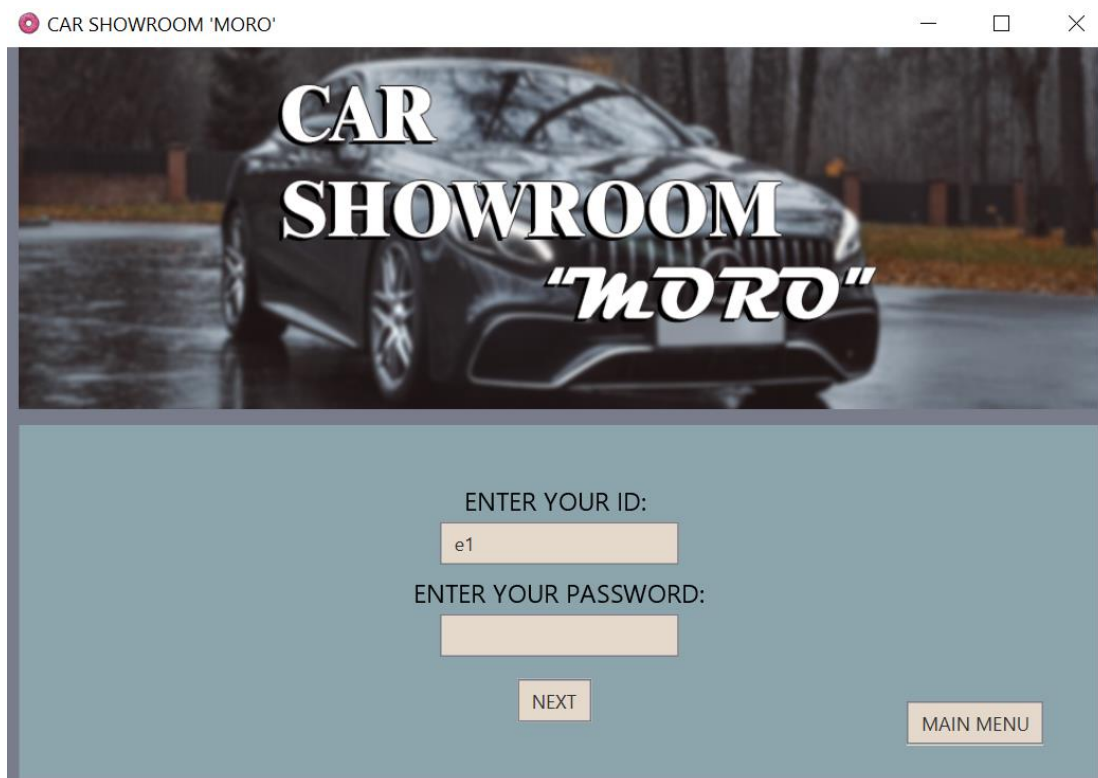 CAR SHOWROOM 'MORO'
CAR
SHOWROOM
"MORO"
ENTER YOUR ID:
e1
ENTER YOUR PASSWORD:
NEXT
MAIN MENU